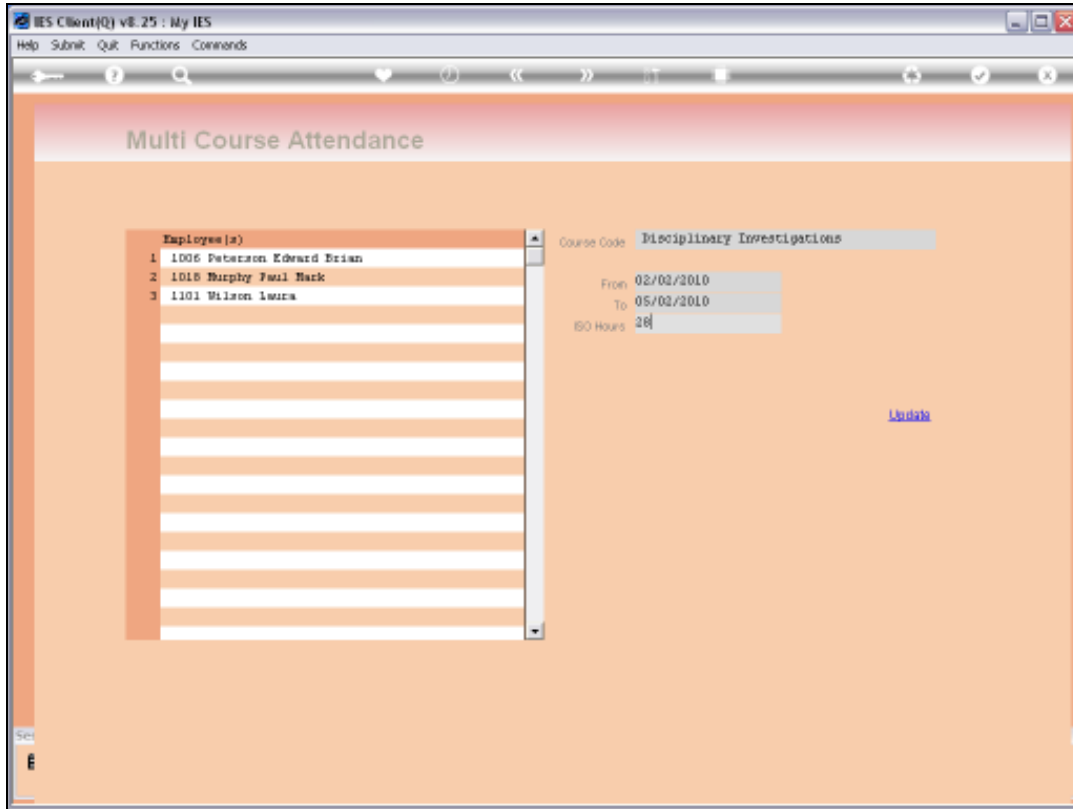 IES Client(Q) v8.25 : My IES
Help Submit Quit Functions Commands
Multi Course Attendance
Employee(s)
1 1006 Peterson Edward Brian
2 1018 Murphy Paul Mark
3 1101 Wilson Laura
Course Code Disciplinary Investigations
From 02/02/2010
To 05/02/2010
ISO Hours 28
Update
Se